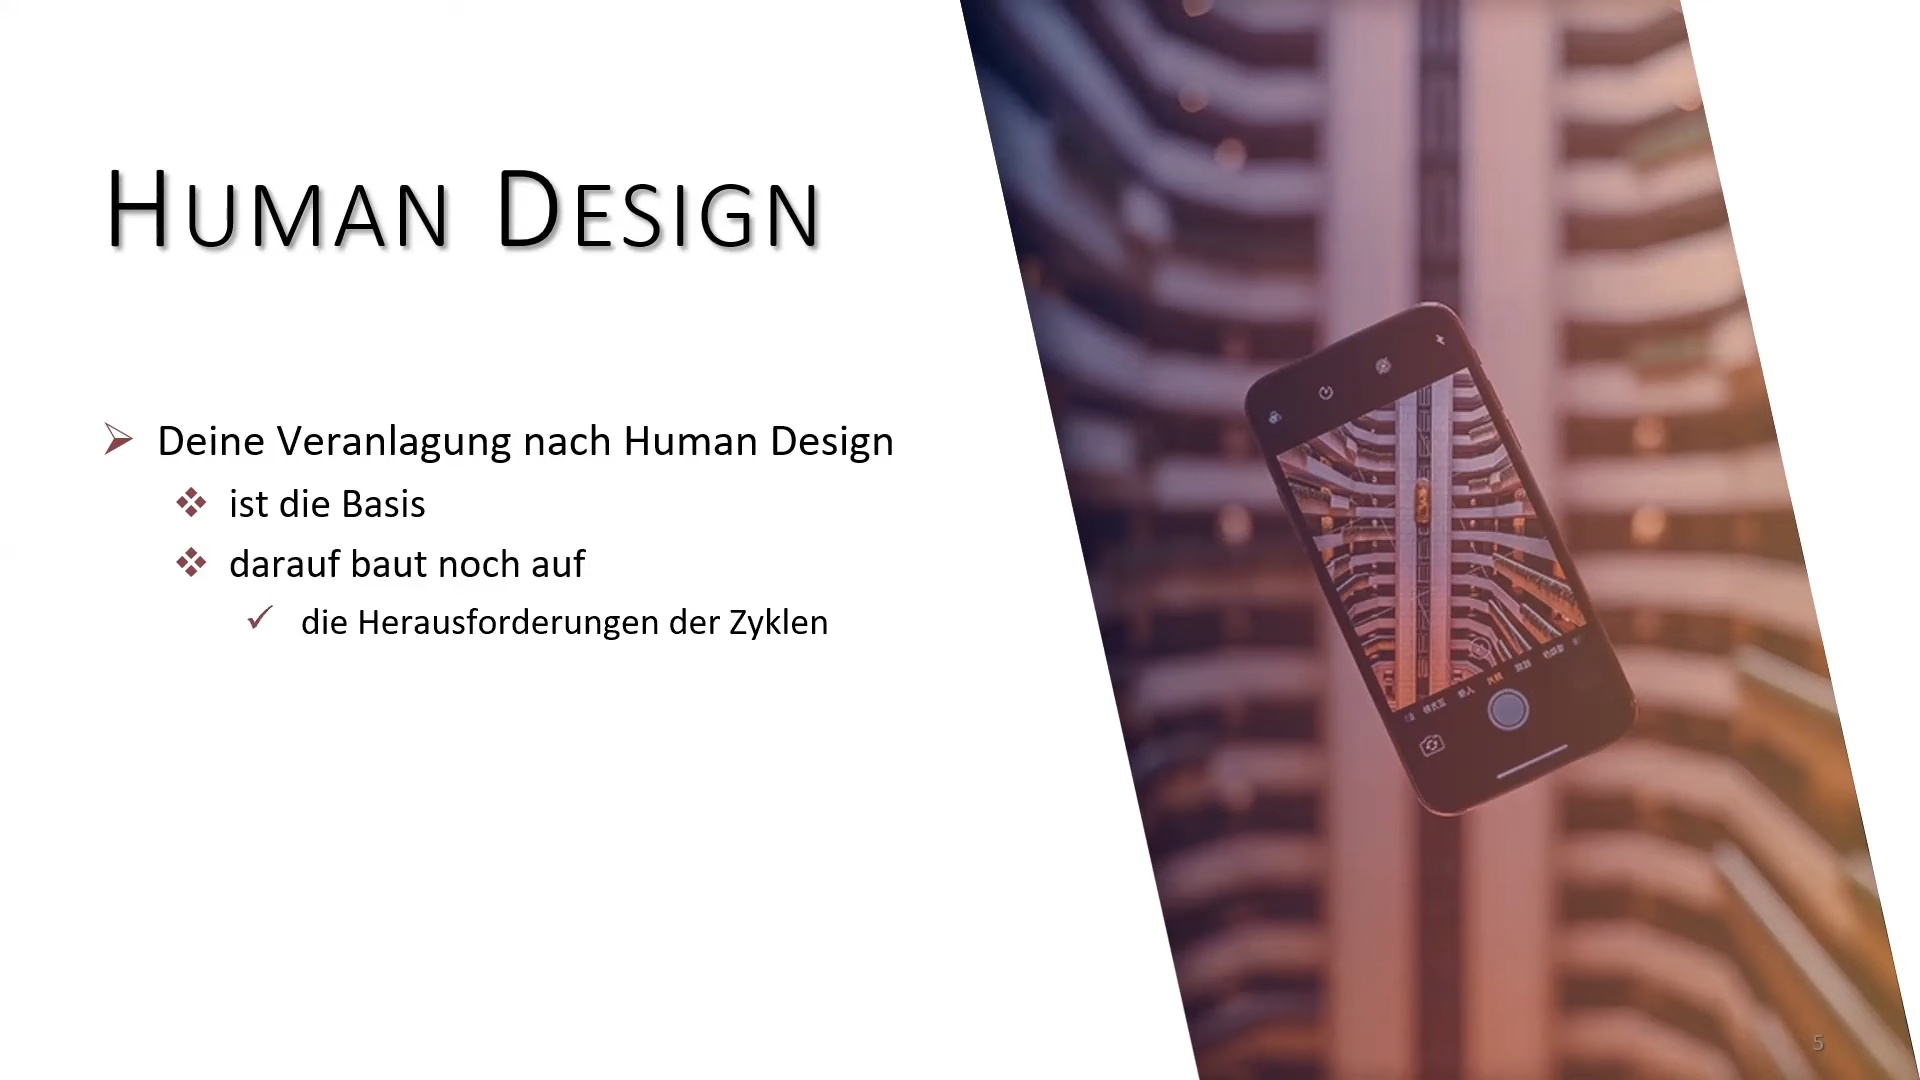 Human Design
Deine Veranlagung nach Human Design
ist die Basis
darauf baut noch auf
die Herausforderungen der Zyklen
5